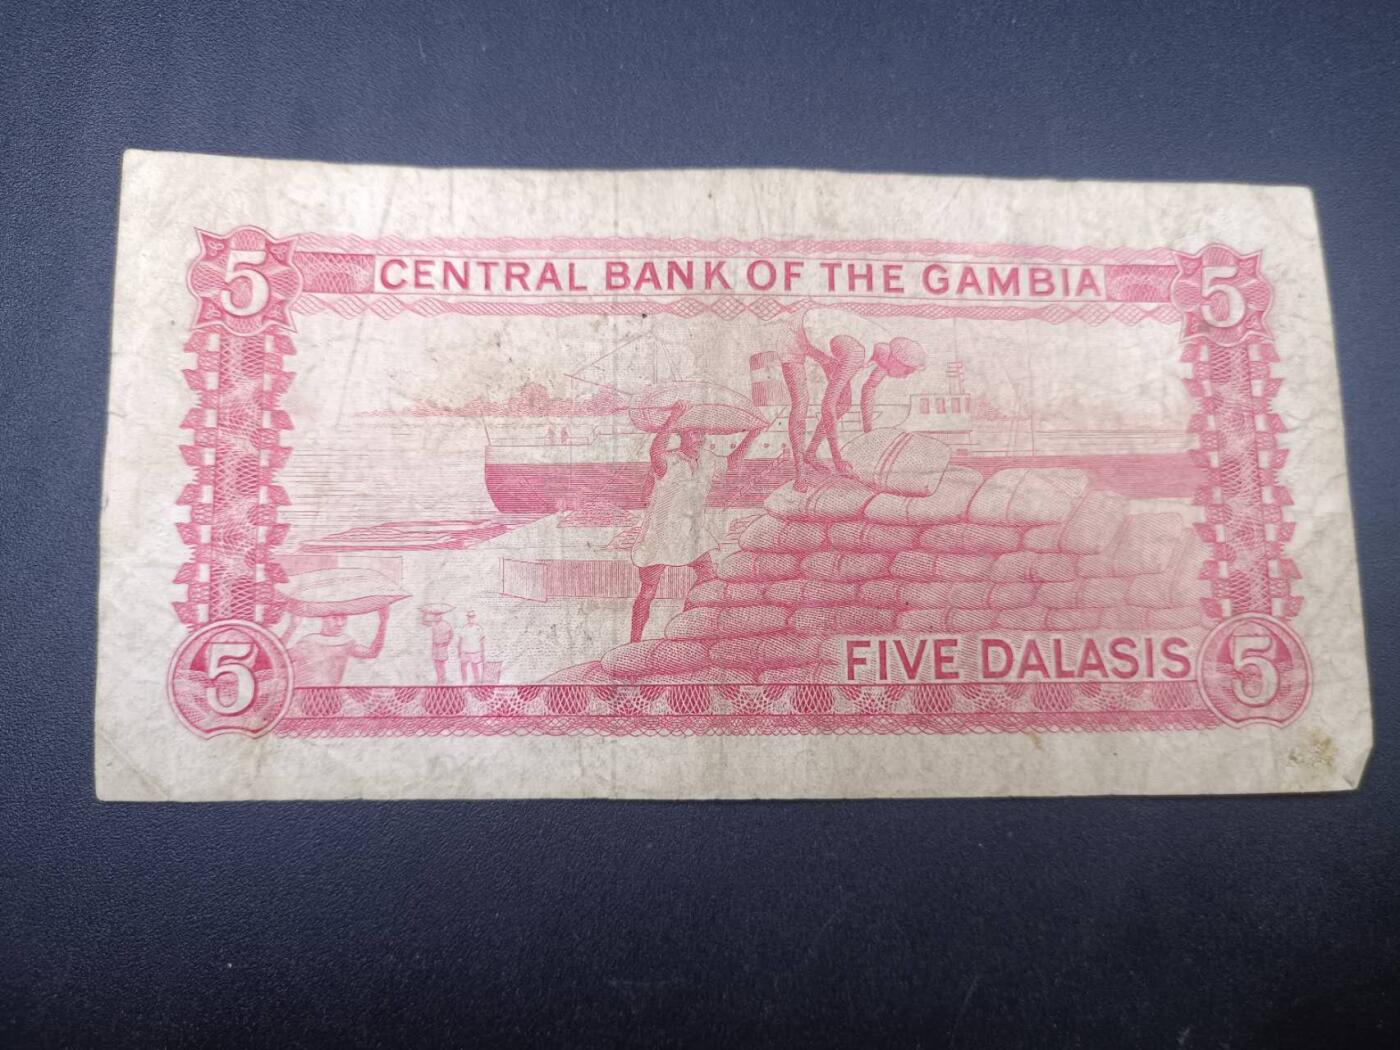 5 CENTRAL BANK OF THE GAMBIA 5
5 FIVE DALASIS 5